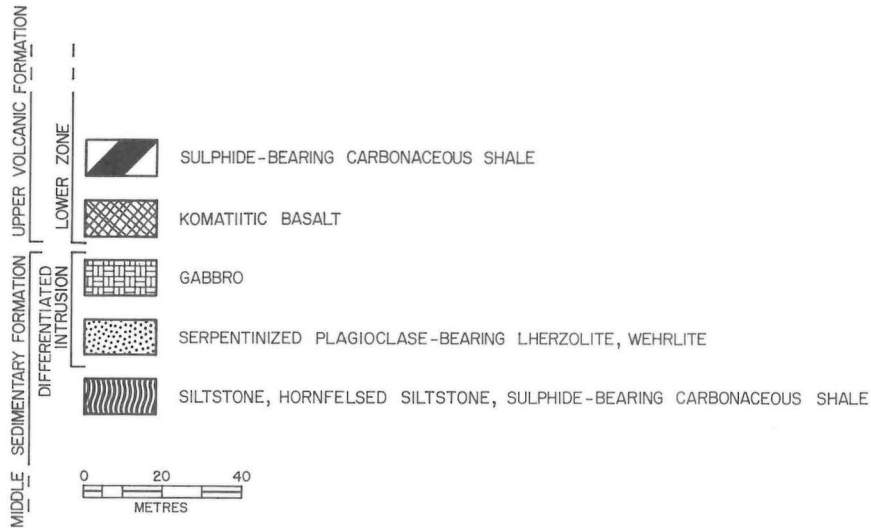 UPPER VOLCANIC FORMATION
LOWER ZONE
SULPHIDE-BEARING CARBONACEOUS SHALE
KOMATIITIC BASALT
MIDDLE SEDIMENTARY FORMATION
DIFFERENTIATED
INTRUSION
GABBRO
SERPENTINIZED PLAGIOCLASE-BEARING LHERZOLITE, WEHRLITE
SILTSTONE, HORNFELSED SILTSTONE, SULPHIDE-BEARING CARBONACEOUS SHALE
0 20 40
METRES